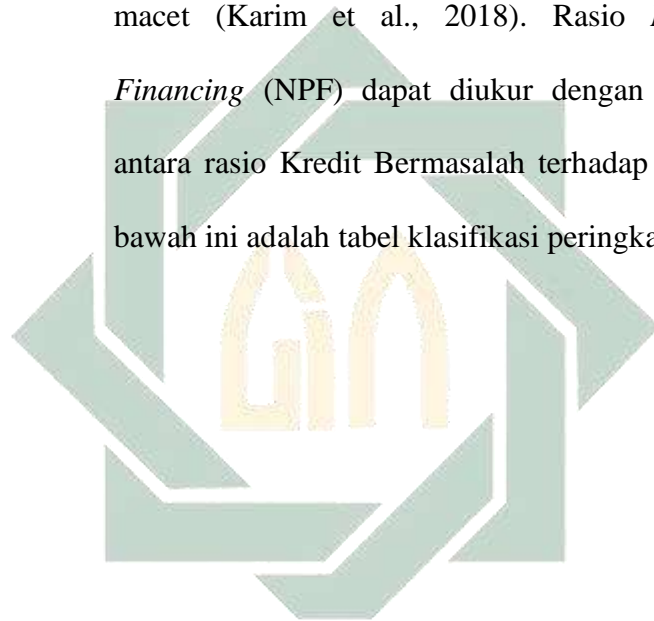 macet (Karim et al., 2018). Rasio
Financing (NPF) dapat diukur dengan
antara rasio Kredit Bermasalah terhadap
bawah ini adalah tabel klasifikasi
uin